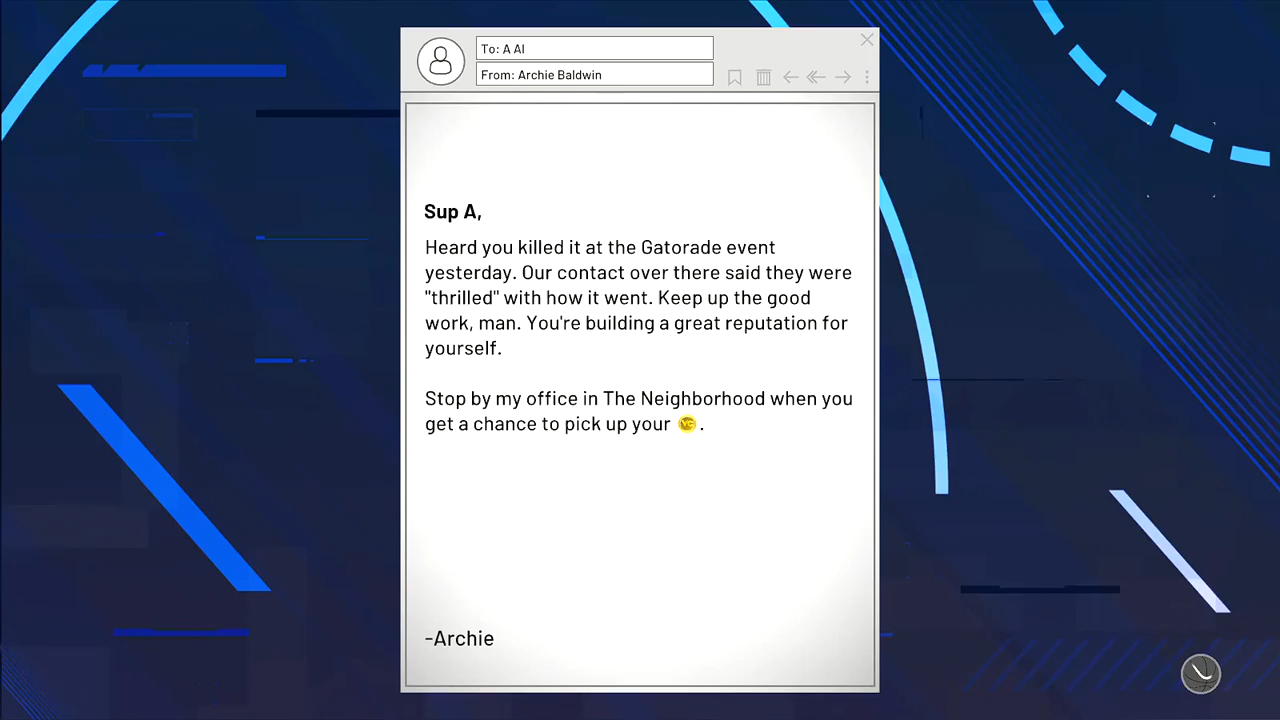 To: A AI
From: Archie Baldwin
Sup A,
Heard you killed it at the Gatorade event
yesterday. Our contact over there said they were
"thrilled" with how it went. Keep up the good
work, man. You're building a great reputation for
yourself.
Stop by my office in The Neighborhood when you
get a chance to pick up your VC .
-Archie